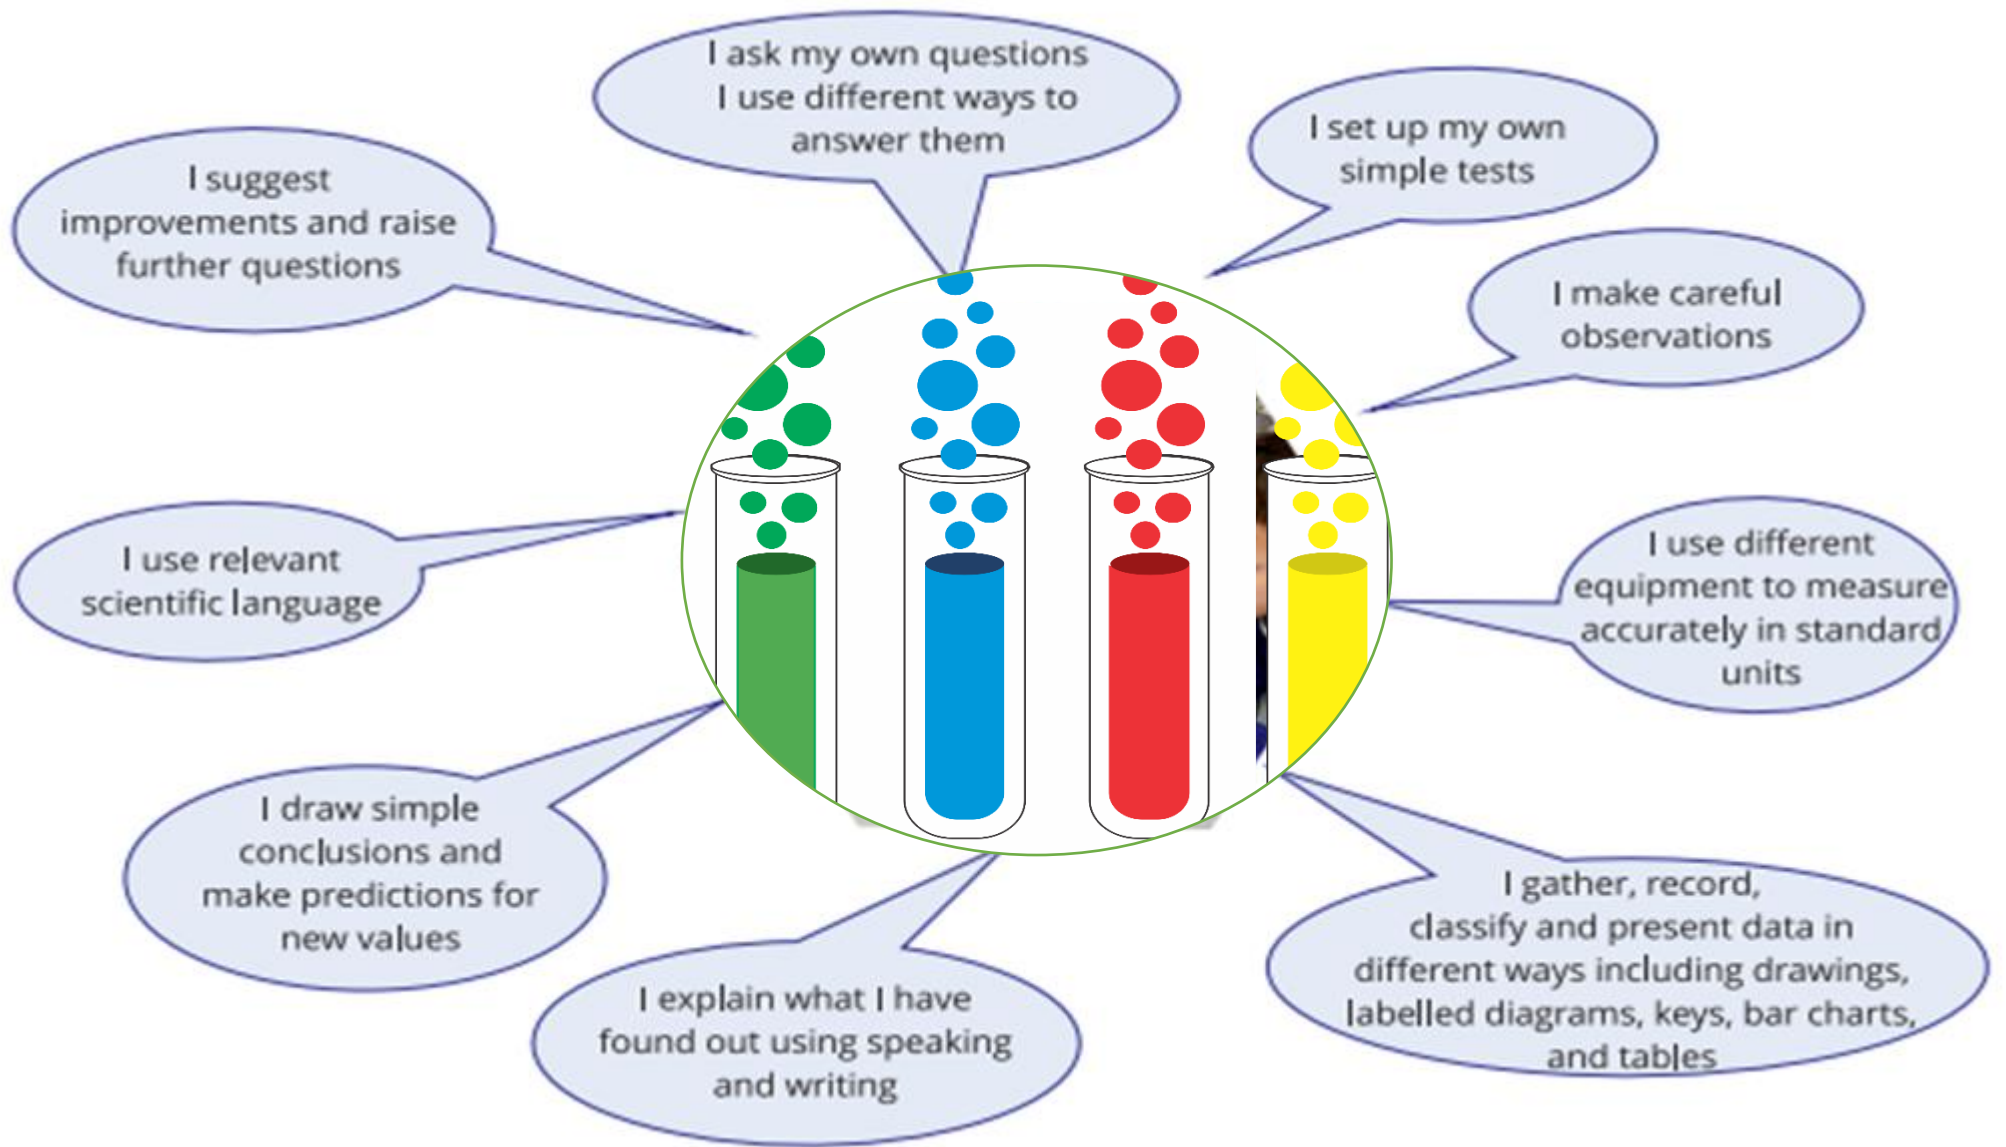 I ask my own questions
I use different ways to
answer them
I set up my own
simple tests
I make careful
observations
I use different
equipment to measure
accurately in standard
units
I gather, record,
classify and present data in
different ways including drawings,
labelled diagrams, keys, bar charts,
and tables
I explain what I have
found out using speaking
and writing
I draw simple
conclusions and
make predictions for
new values
I use relevant
scientific language
I suggest
improvements and raise
further questions